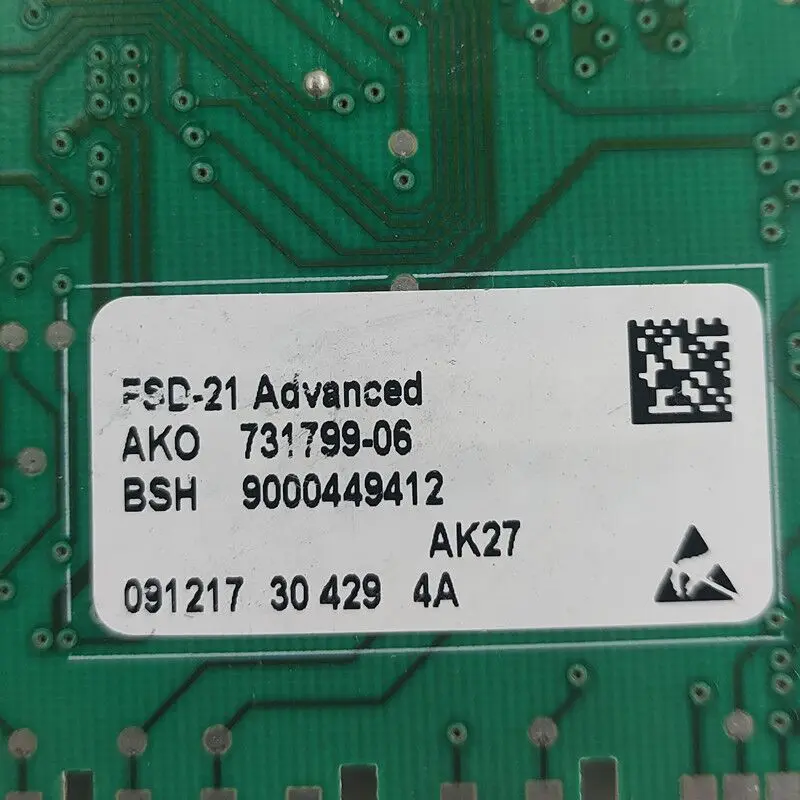 FSD-21 Advanced
AKO 731799-06
BSH 9000449412
AK27
091217 30 429 4A